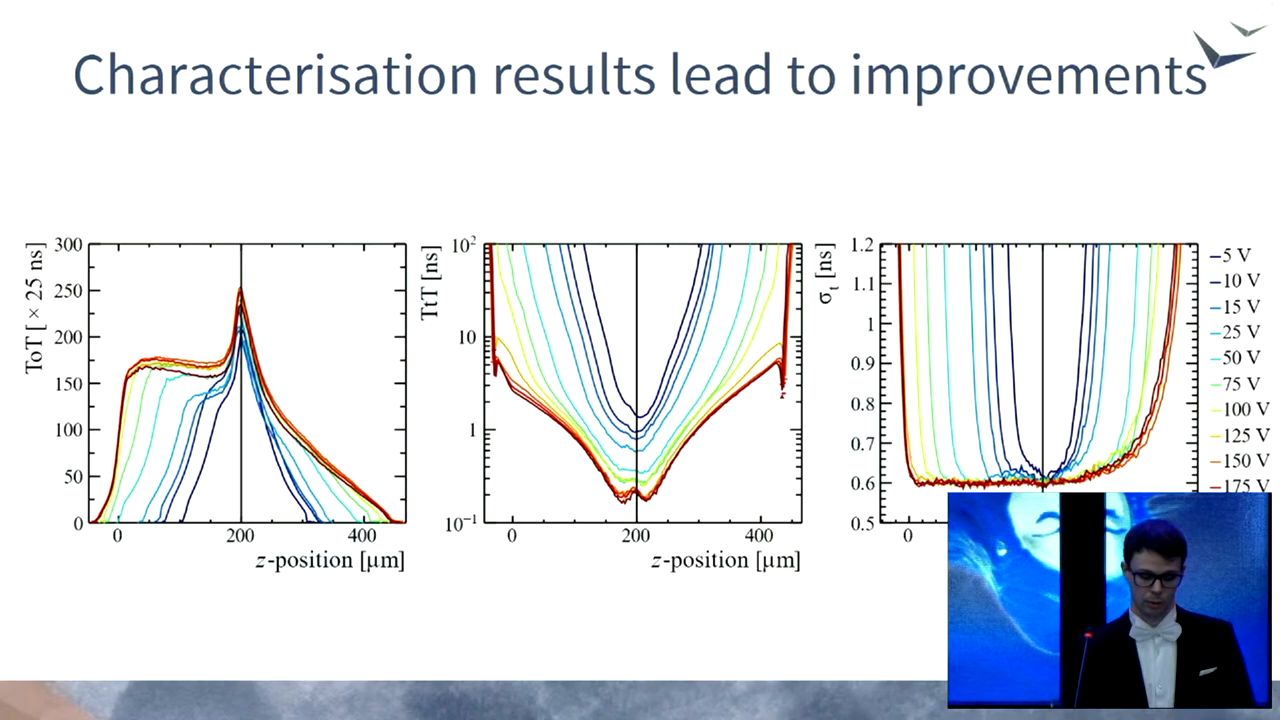 Characterisation results lead to improvements
ToT [ × 25 ns]
300
250
200
150
100
50
0
0 200 400
z-position [μm]
TtT [ns]
10²
10
1
10⁻¹
0 200 400
z-position [μm]
σt [ns]
1.2
1.1
1
0.9
0.8
0.7
0.6
0.5
0
5 V
10 V
15 V
25 V
50 V
75 V
100 V
125 V
150 V
175 V